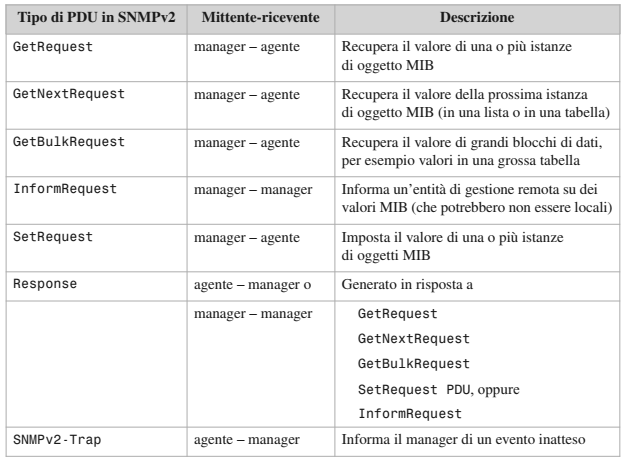 Tipo di PDU in SNMPv2 Mittente-ricevente Descrizione
GetRequest manager – agente Recupera il valore di una o più istanze
di oggetto MIB
GetNextRequest manager – agente Recupera il valore della prossima istanza
di oggetto MIB (in una lista o in una tabella)
GetBulkRequest manager – agente Recupera il valore di grandi blocchi di dati,
per esempio valori in una grossa tabella
InformRequest manager – manager Informa un'entità di gestione remota su dei
valori MIB (che potrebbero non essere locali)
SetRequest manager – agente Imposta il valore di una o più istanze
di oggetti MIB
Response agente – manager o Generato in risposta a
manager – manager GetRequest
GetNextRequest
GetBulkRequest
SetRequest PDU, oppure
InformRequest
SNMPv2-Trap agente – manager Informa il manager di un evento inatteso